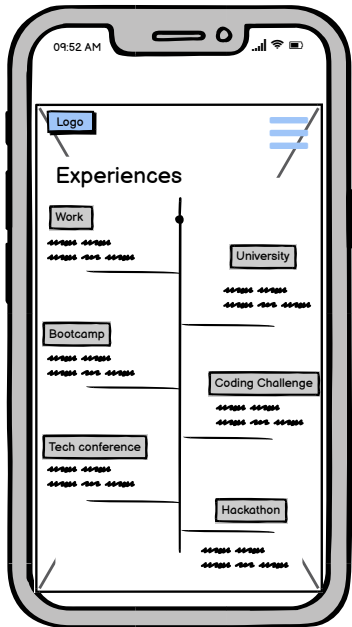 09:52 AM
Logo
Experiences
Work
University
Bootcamp
Coding Challenge
Tech conference
Hackathon